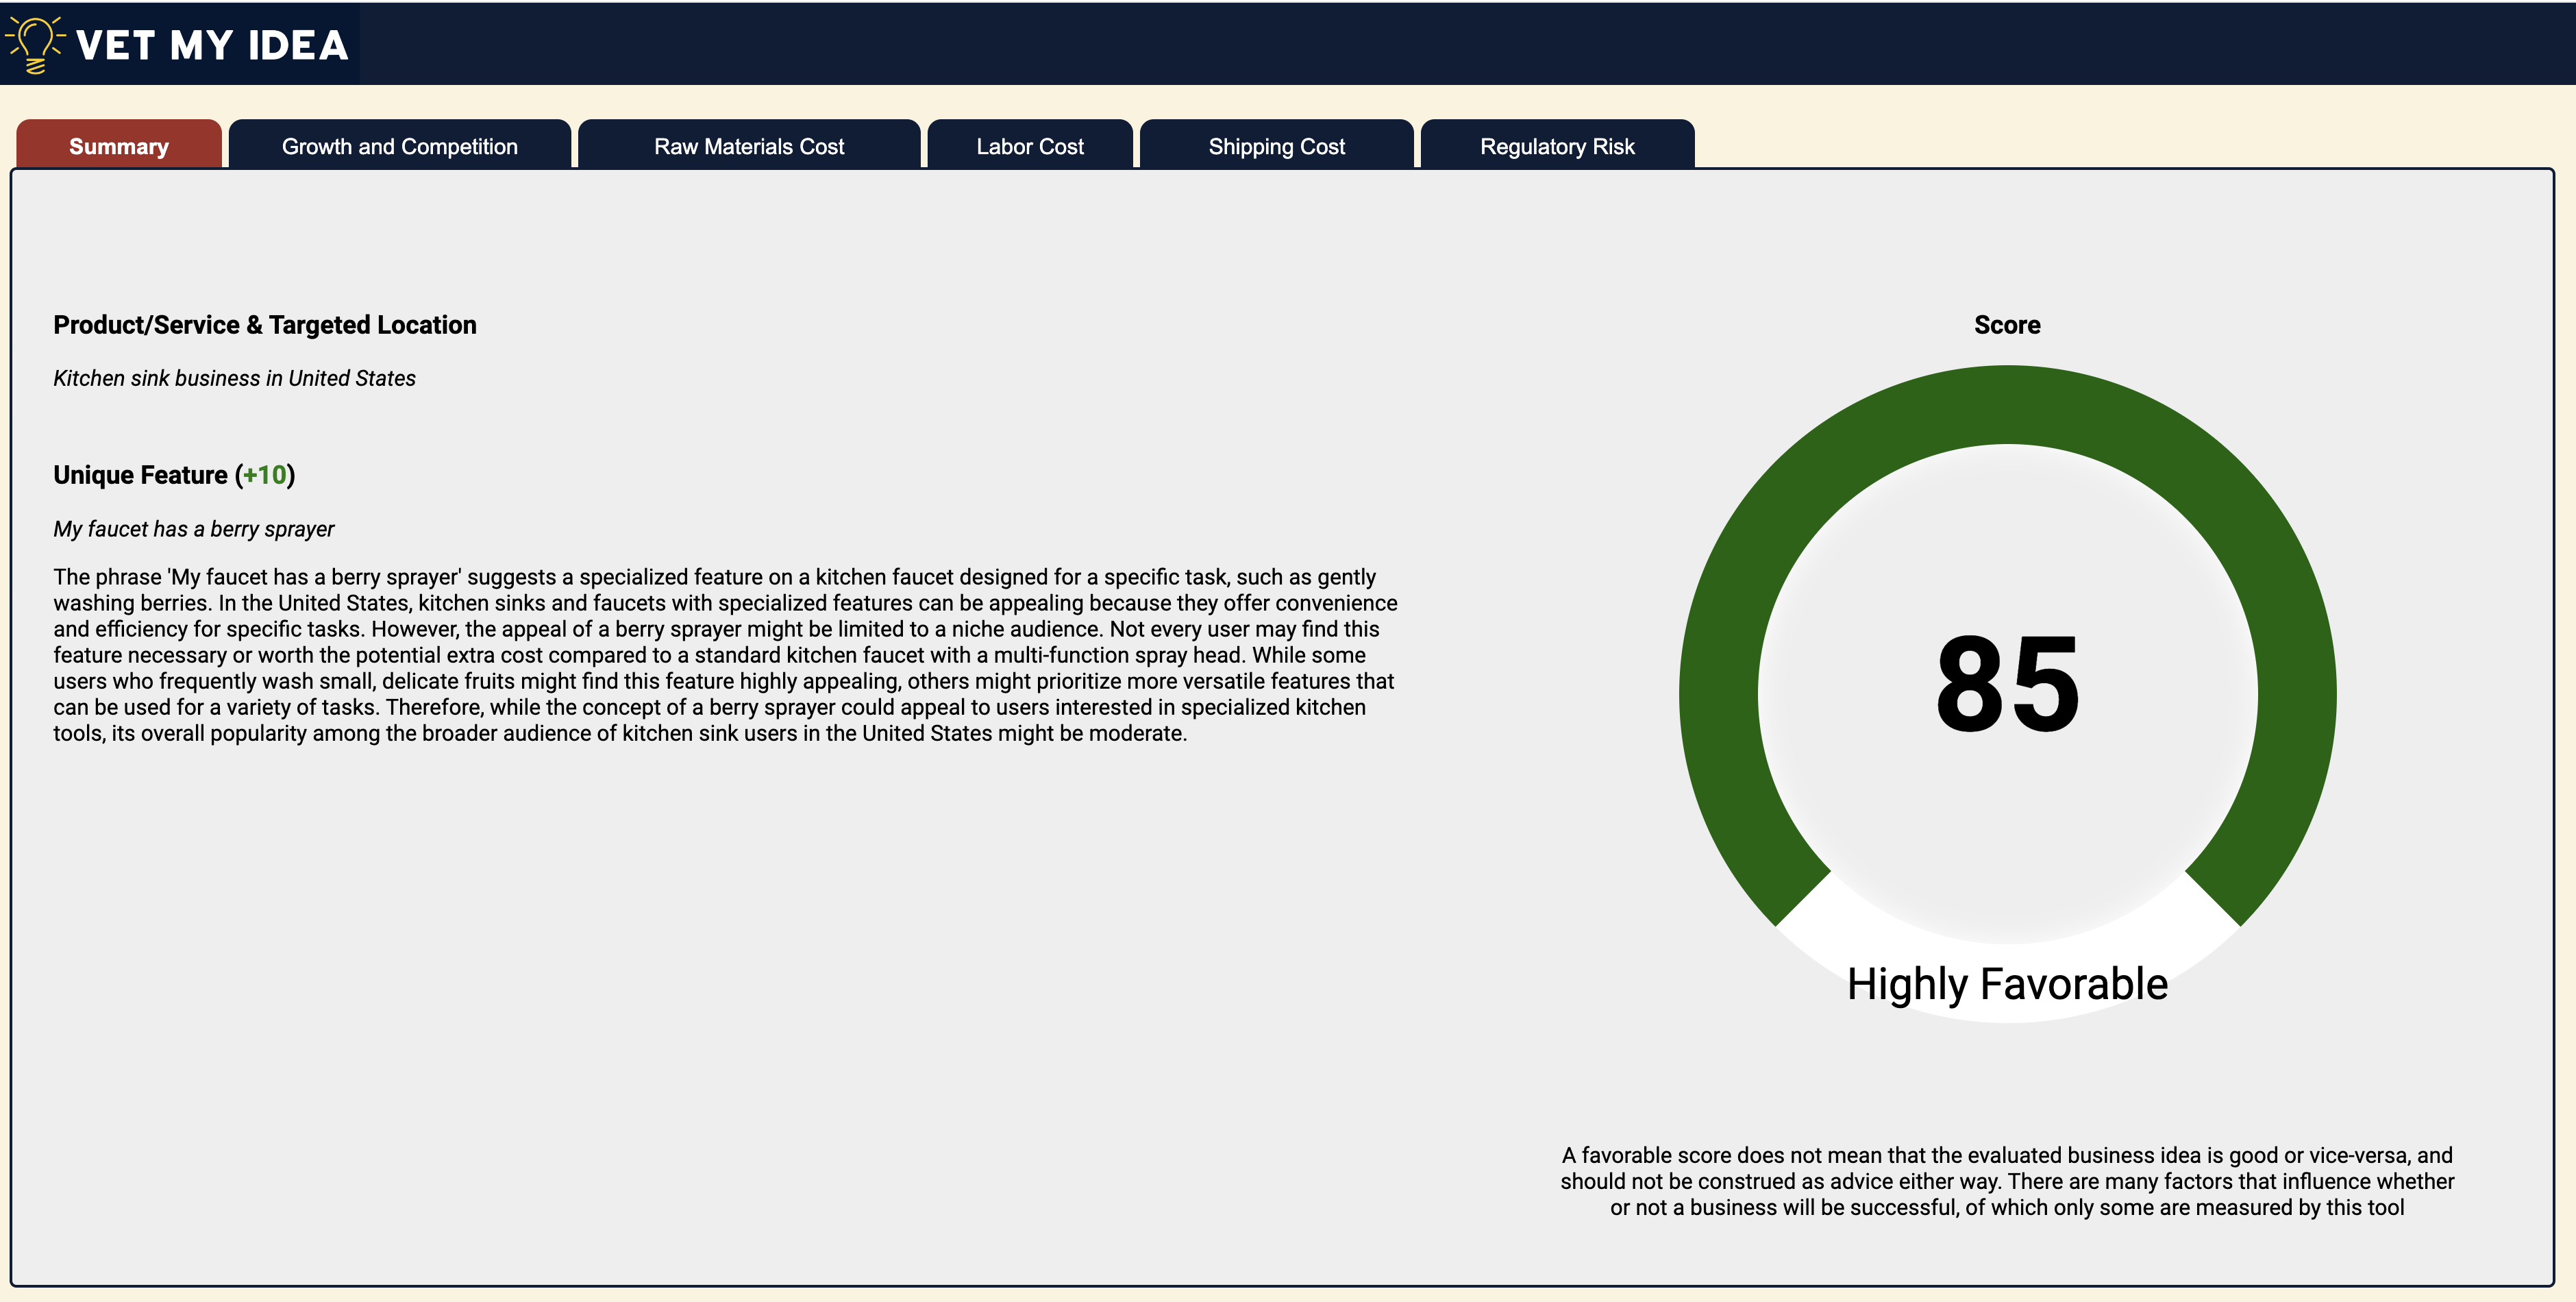 VET MY IDEA
Summary
Growth and Competition
Raw Materials Cost
Labor Cost
Shipping Cost
Regulatory Risk
Product/Service & Targeted Location
Kitchen sink business in United States
Unique Feature (+10)
My faucet has a berry sprayer
The phrase 'My faucet has a berry sprayer' suggests a specialized feature on a kitchen faucet designed for a specific task, such as gently
washing berries. In the United States, kitchen sinks and faucets with specialized features can be appealing because they offer convenience
and efficiency for specific tasks. However, the appeal of a berry sprayer might be limited to a niche audience. Not every user may find this
feature necessary or worth the potential extra cost compared to a standard kitchen faucet with a multi-function spray head. While some
users who frequently wash small, delicate fruits might find this feature highly appealing, others might prioritize more versatile features that
can be used for a variety of tasks. Therefore, while the concept of a berry sprayer could appeal to users interested in specialized kitchen
tools, its overall popularity among the broader audience of kitchen sink users in the United States might be moderate.
Score
85
Highly Favorable
A favorable score does not mean that the evaluated business idea is good or vice-versa, and
should not be construed as advice either way. There are many factors that influence whether
or not a business will be successful, of which only some are measured by this tool